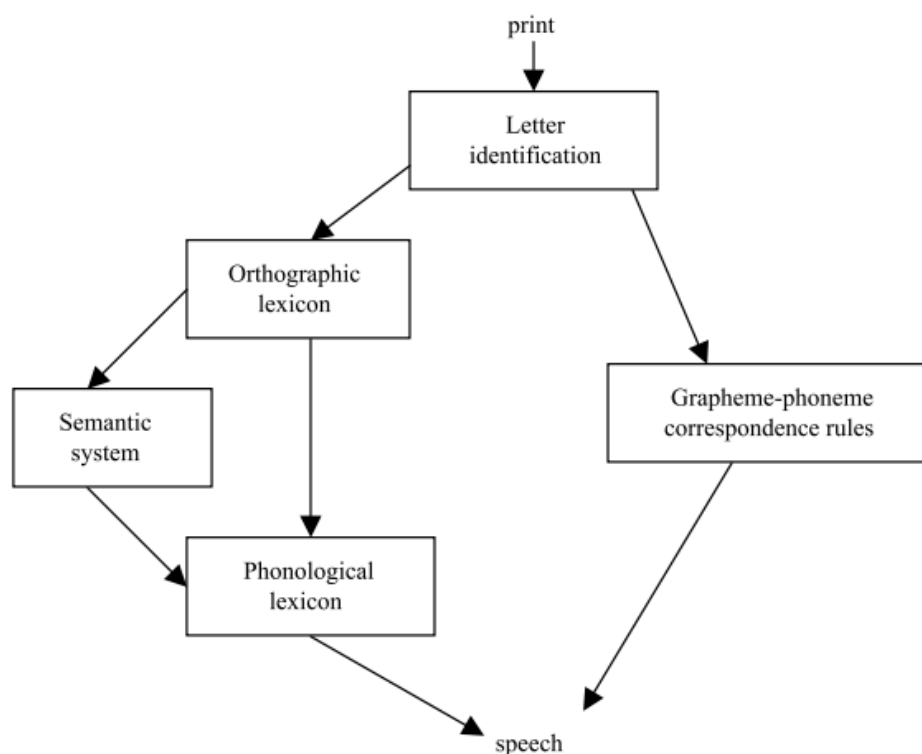 print
Letter
identification
Orthographic
lexicon
Semantic
system
Grapheme-phoneme
correspondence rules
Phonological
lexicon
speech